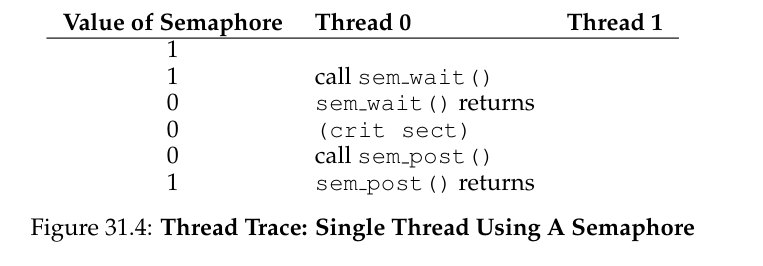 Value of Semaphore Thread 0 Thread 1
1
1 call sem_wait()
0 sem_wait() returns
0 (crit sect)
0 call sem_post()
1 sem_post() returns
Figure 31.4: Thread Trace: Single Thread Using A Semaphore